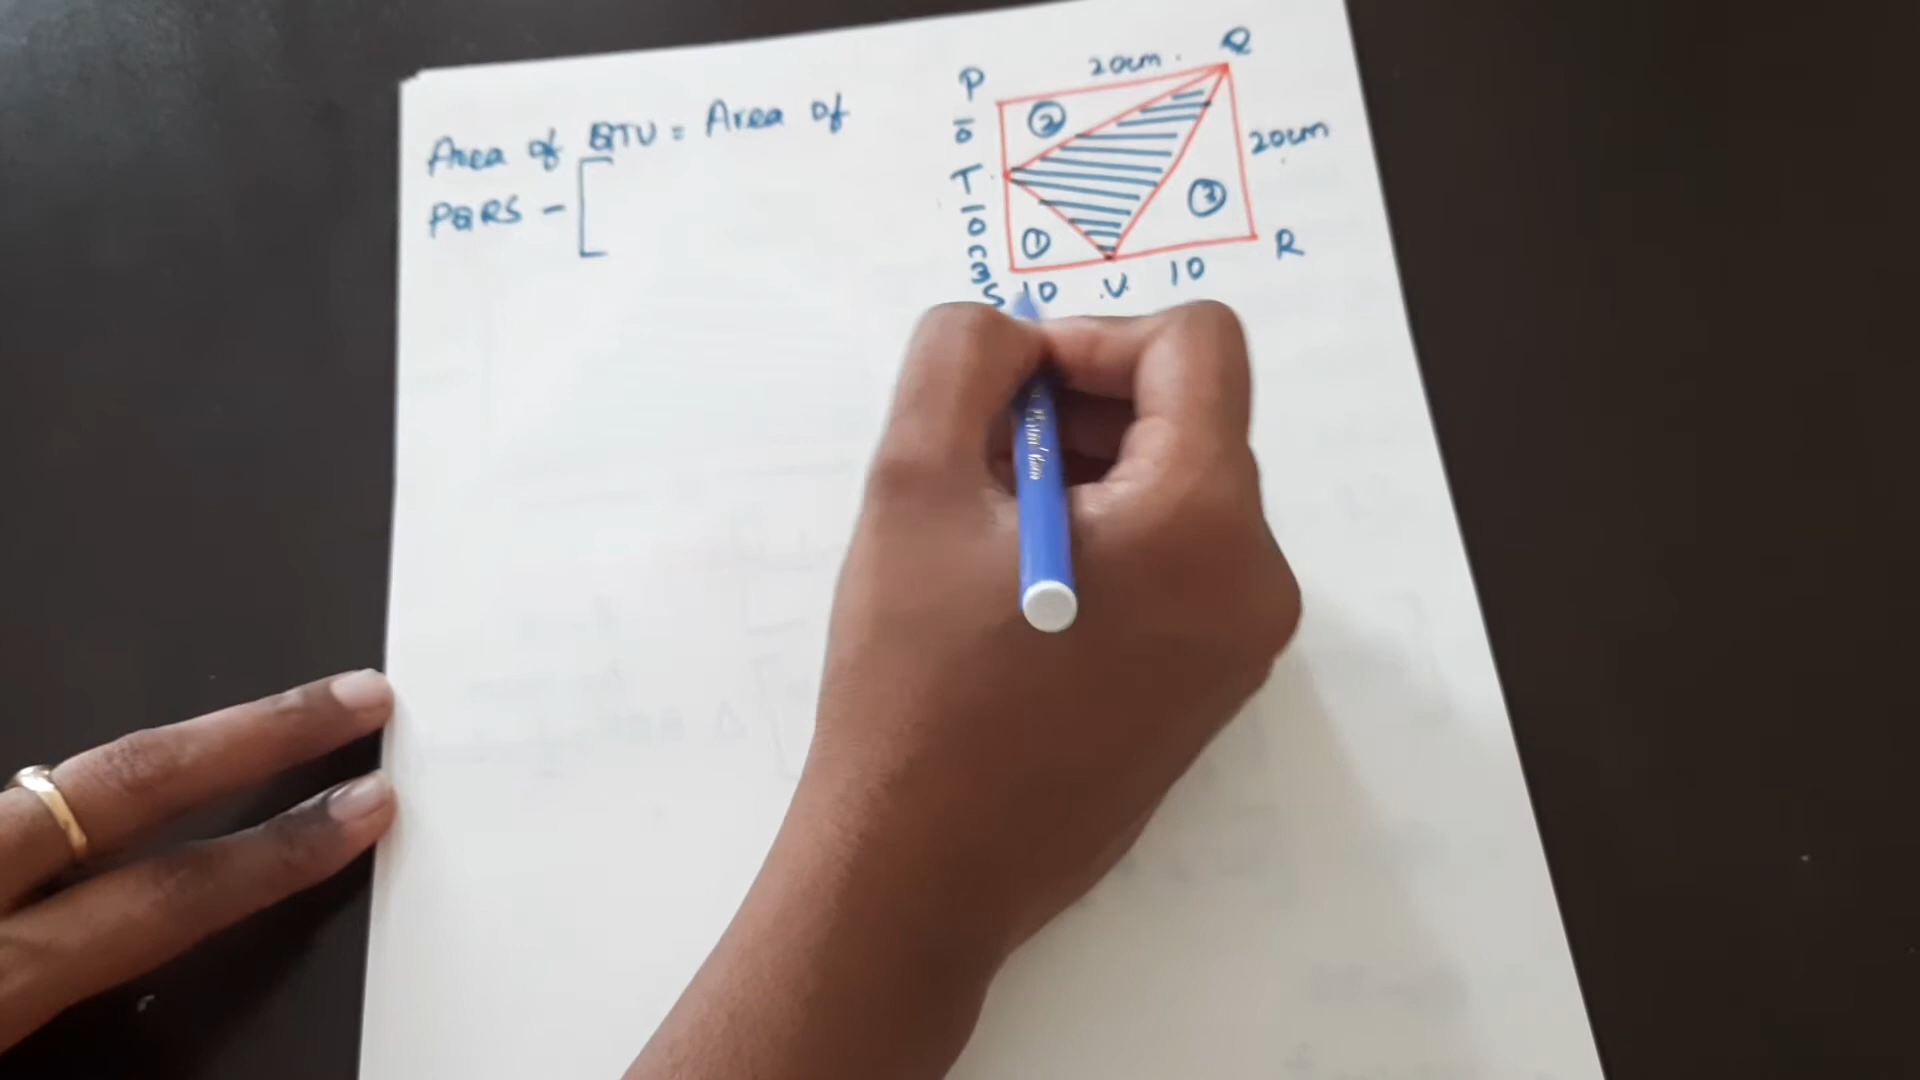 Area of QTU = Area of
PQRS - [
P
20cm.
Q
10
②
20cm
T
③
10cm
①
S
10
U
10
R